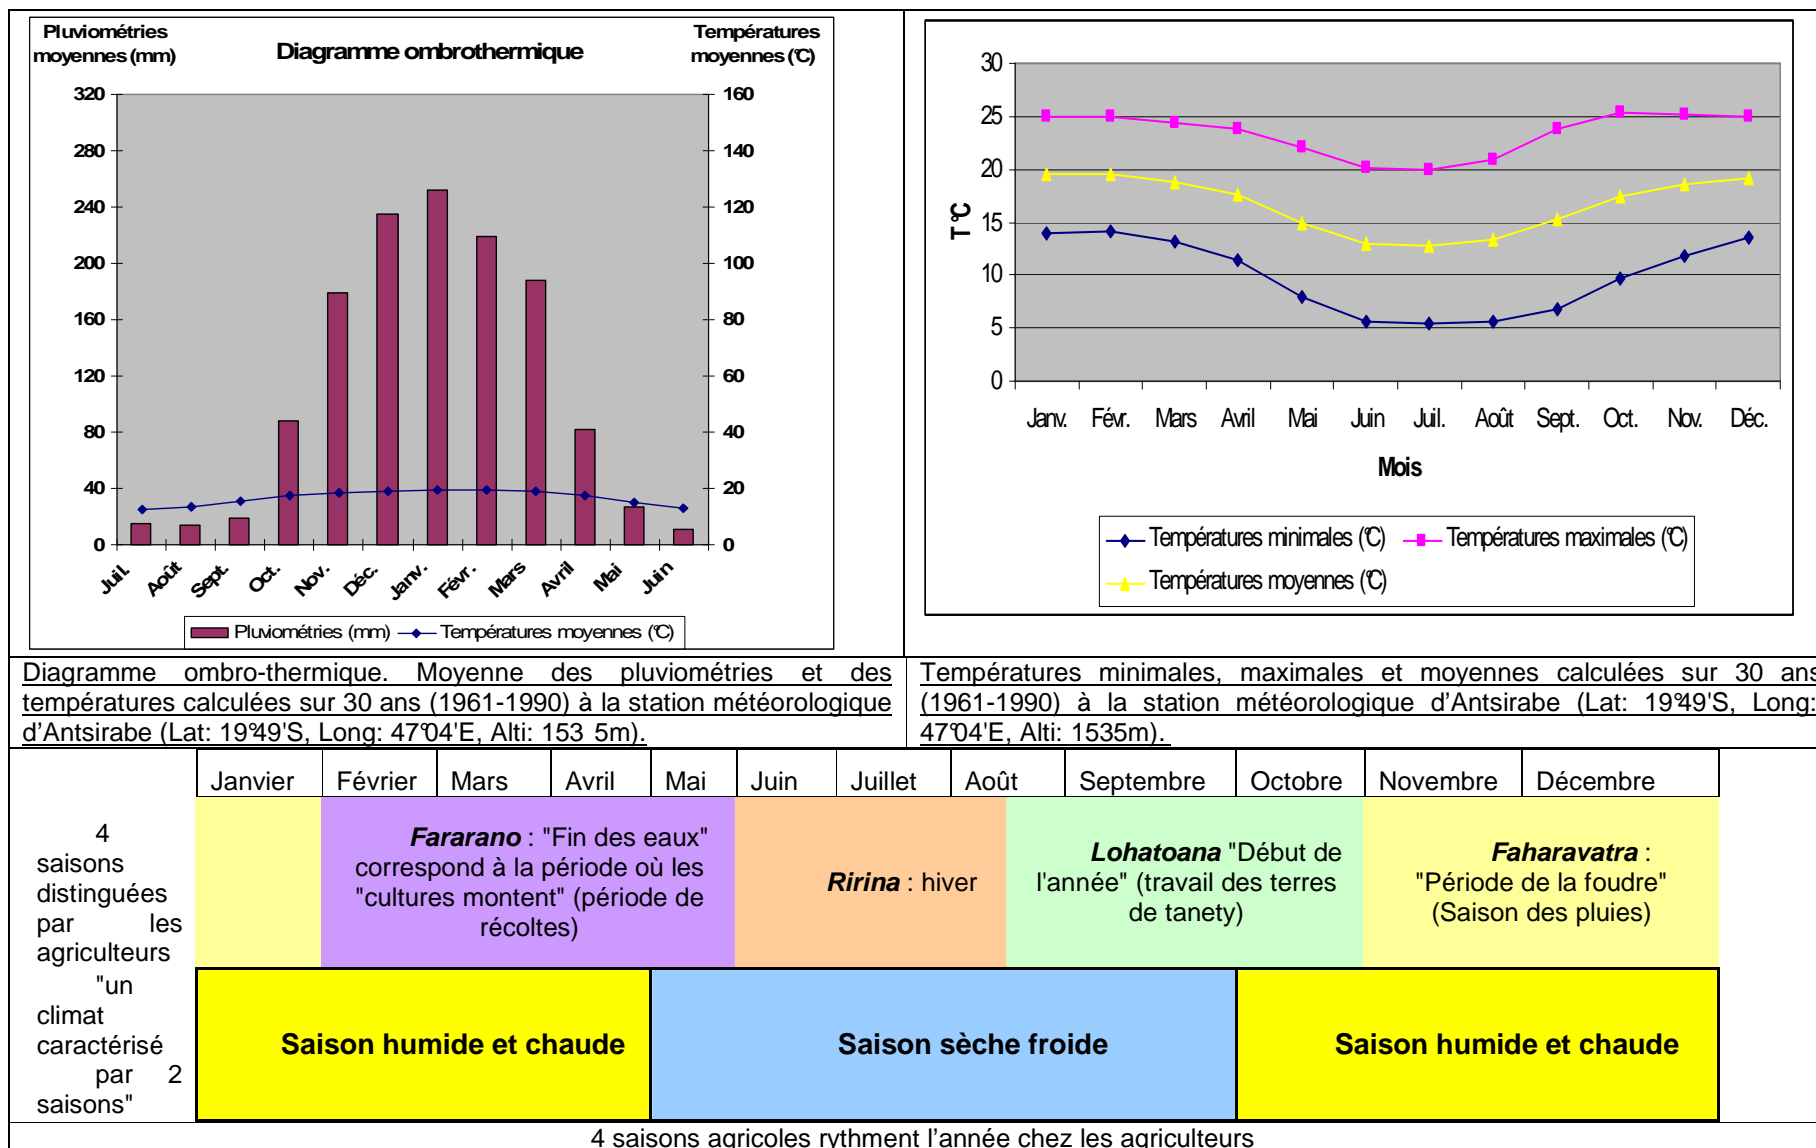 Pluviométries
moyennes (mm)
Diagramme ombrothermique
Températures
moyennes (°C)
320
280
240
200
160
120
80
40
0
160
140
120
100
80
60
40
20
0
Juil.
Août
Sept.
Oct.
Nov.
Déc.
Janv.
Févr.
Mars
Avril
Mai
Juin
Pluviométries (mm)
Températures moyennes (°C)
30
25
20
15
10
5
0
T°C
Janv.
Févr.
Mars
Avril
Mai
Juin
Juil.
Août
Sept.
Oct.
Nov.
Déc.
Mois
Températures minimales (°C)
Températures maximales (°C)
Températures moyennes (°C)
Diagramme ombro-thermique. Moyenne des pluviométries et des
températures calculées sur 30 ans (1961-1990) à la station météorologique
d'Antsirabe (Lat: 19°49'S, Long: 47°04'E, Alti: 153 5m).
Températures minimales, maximales et moyennes calculées sur 30 ans
(1961-1990) à la station météorologique d'Antsirabe (Lat: 19°49'S, Long:
47°04'E, Alti: 1535m).
Janvier
Février
Mars
Avril
Mai
Juin
Juillet
Août
Septembre
Octobre
Novembre
Décembre
4
saisons
distinguées
par les
agriculteurs
Fararano : "Fin des eaux"
correspond à la période où les
"cultures montent" (période de
récoltes)
Ririna : hiver
Lohatoana "Début de
l'année" (travail des terres
de tanety)
Faharavatra :
"Période de la foudre"
(Saison des pluies)
"un
climat
caractérisé
par 2
saisons"
Saison humide et chaude
Saison sèche froide
Saison humide et chaude
4 saisons agricoles rythment l'année chez les agriculteurs